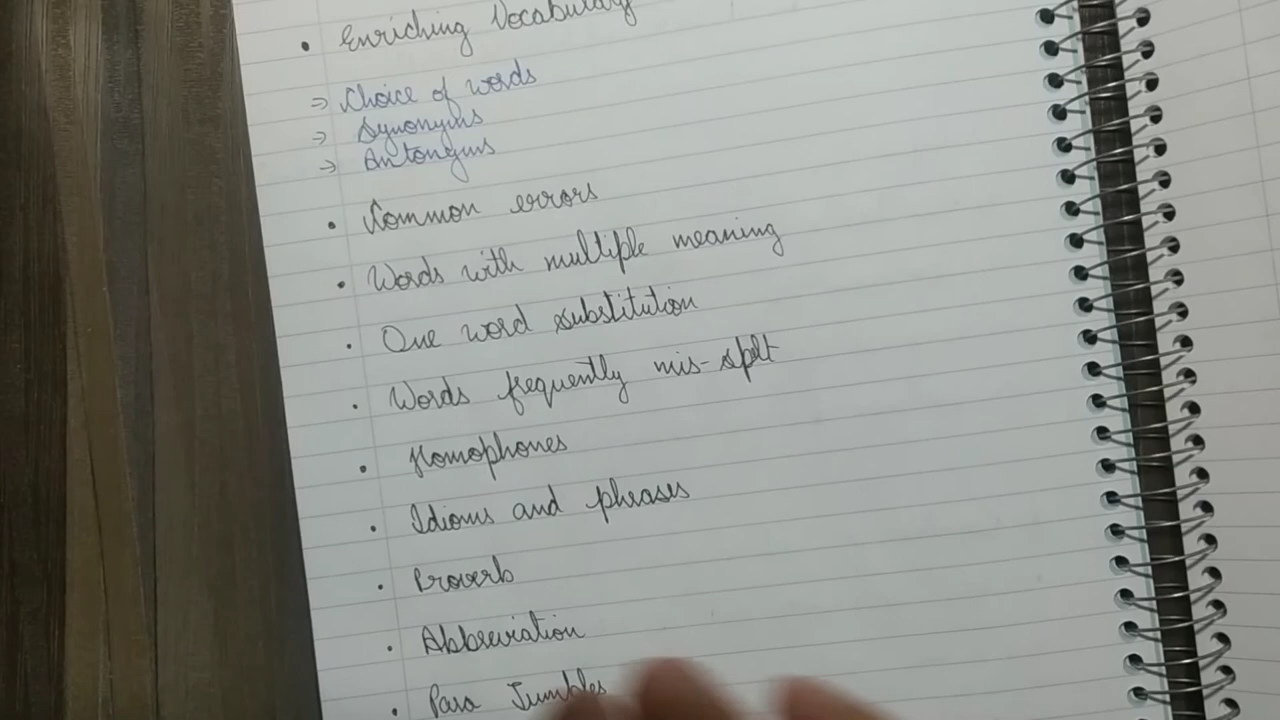 • Enriching Vocabulary
⇒ Choice of words
⇒ Synonyms
⇒ Antonyms
• Common errors
• Words with multiple meaning
• One word substitution
• Words frequently mis-spelt
• Homophones
• Idioms and phrases
• Proverb
• Abbreviation
• Para Jumbles